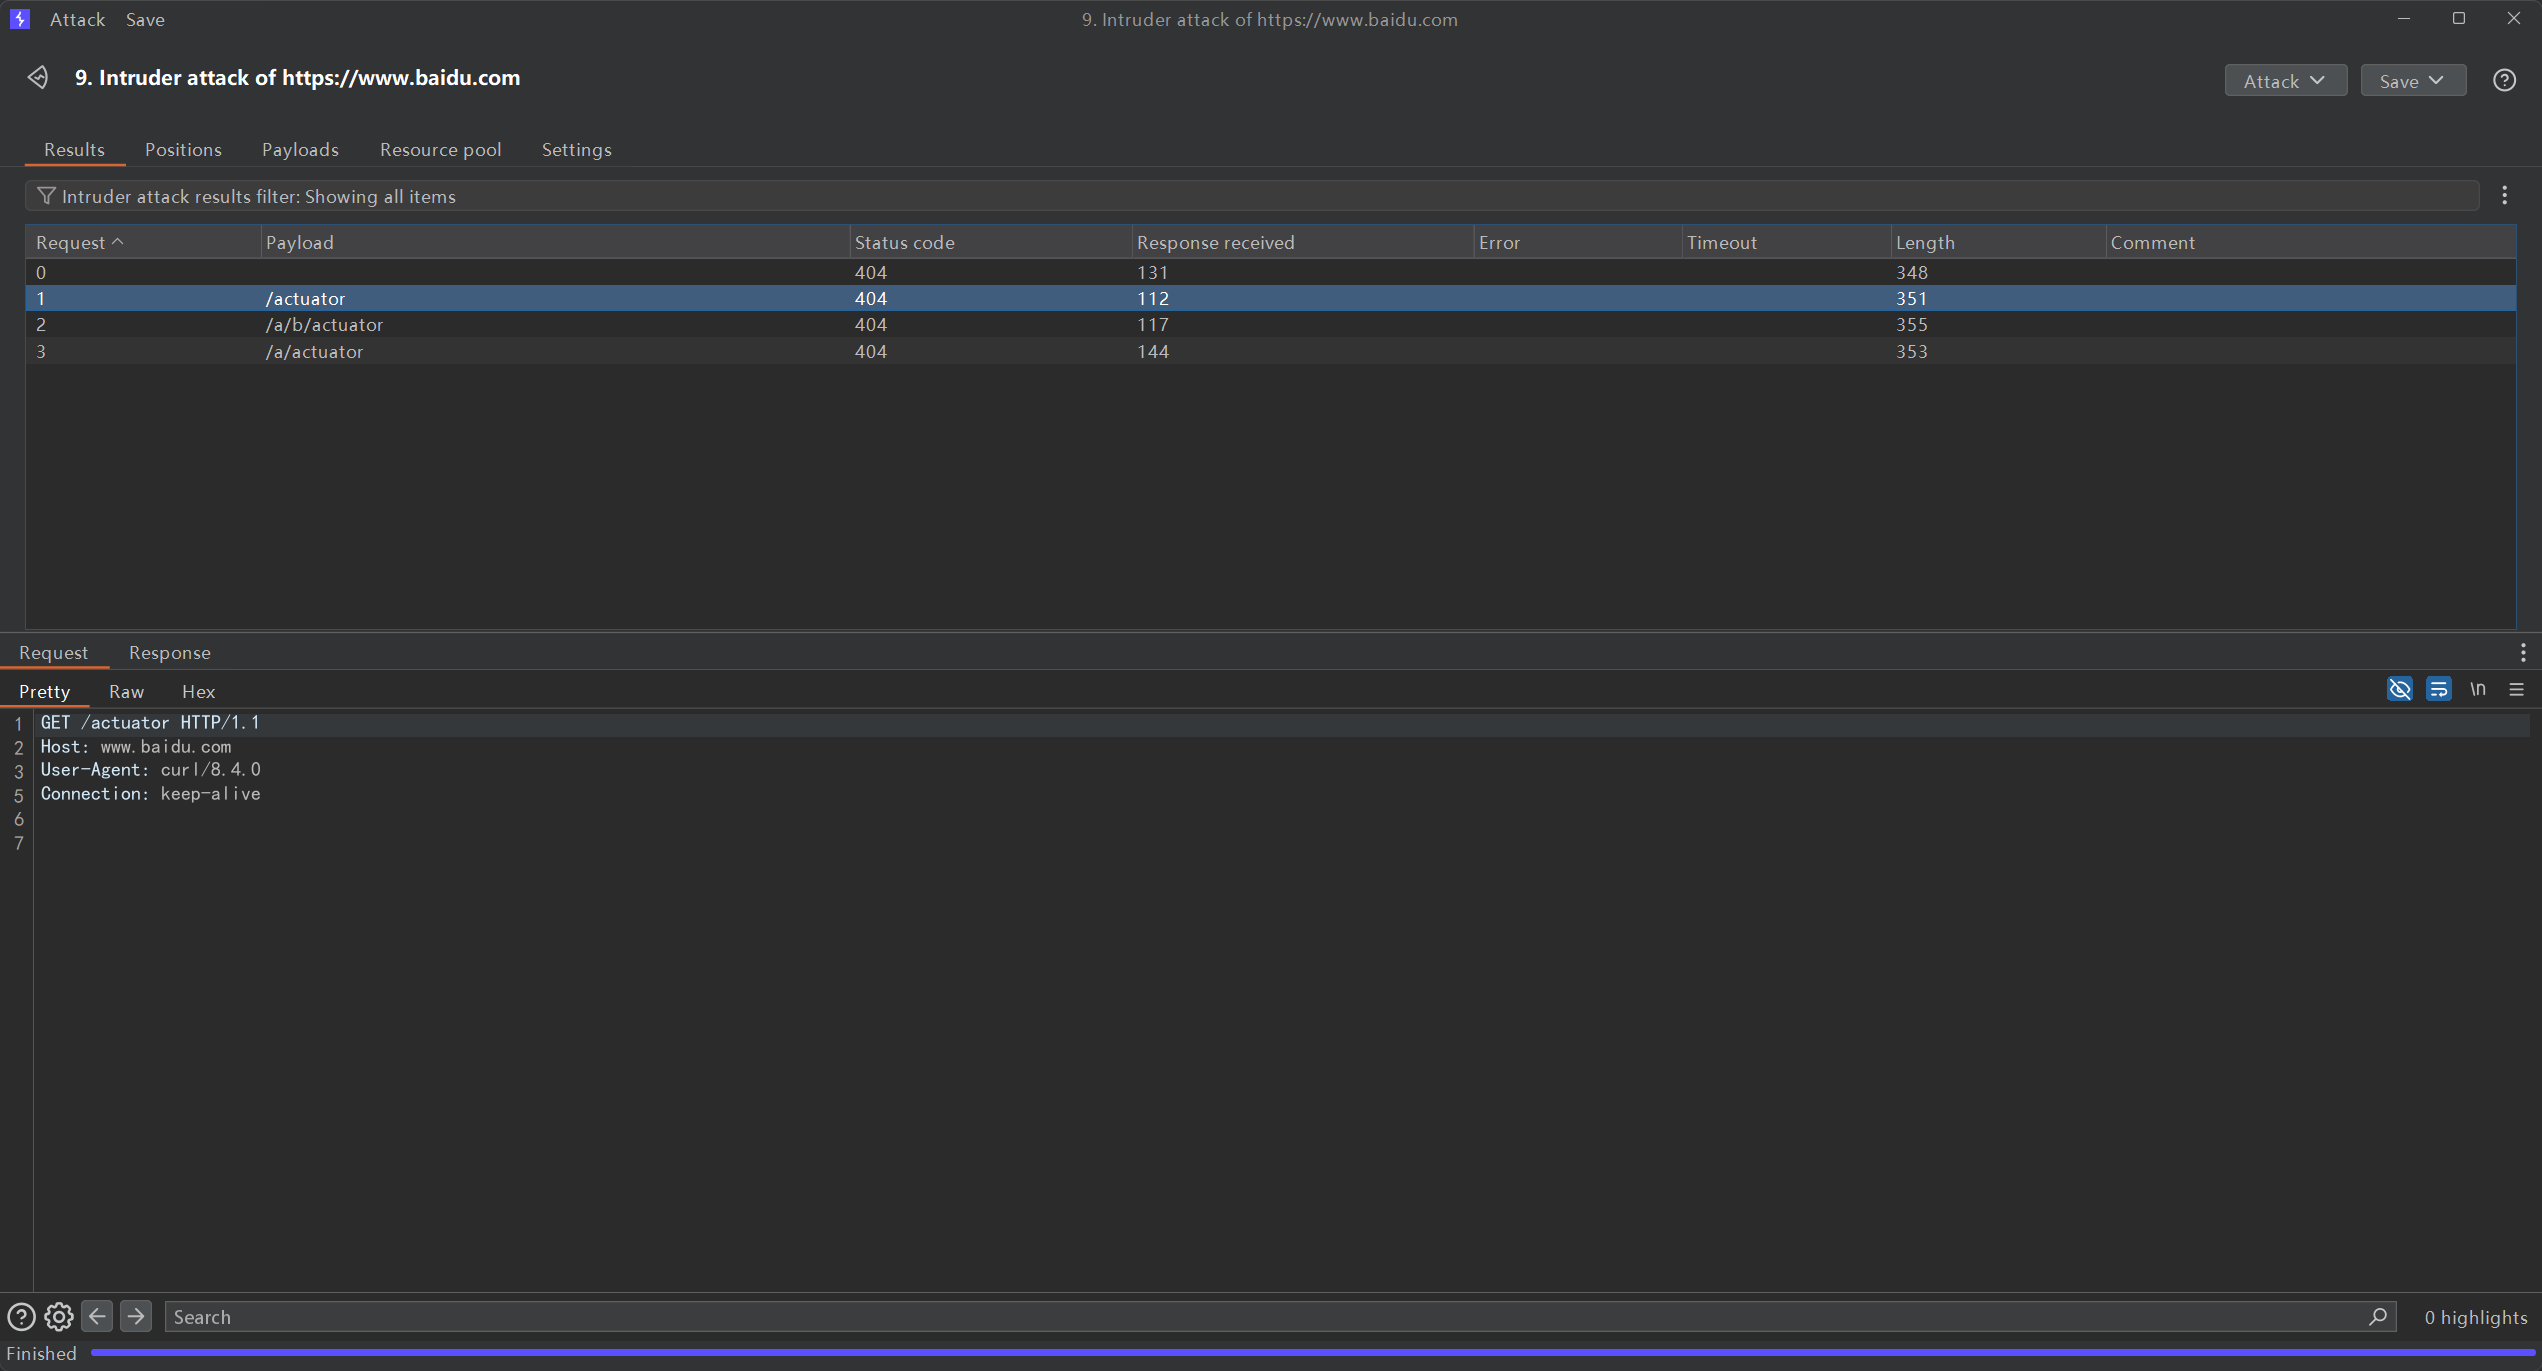 Attack Save 9. Intruder attack of https://www.baidu.com
9. Intruder attack of https://www.baidu.com Attack Save
Results Positions Payloads Resource pool Settings
Intruder attack results filter: Showing all items
Request Payload Status code Response received Error Timeout Length Comment
0 404 131 348
1 /actuator 404 112 351
2 /a/b/actuator 404 117 355
3 /a/actuator 404 144 353
Request Response
Pretty Raw Hex \n
1 GET /actuator HTTP/1.1
2 Host: www.baidu.com
3 User-Agent: curl/8.4.0
5 Connection: keep-alive
6
7
Search 0 highlights
Finished